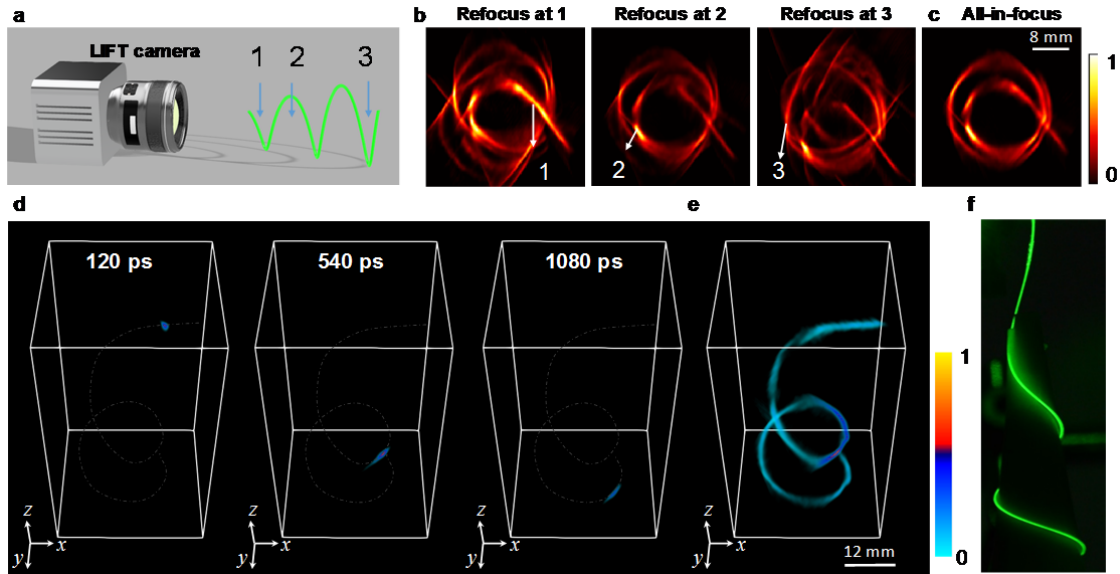 a
LIFT camera
1 2 3
b
Refocus at 1
1
Refocus at 2
2
Refocus at 3
3
c
All-in-focus
8 mm
1
0
d
120 ps
z
y
x
540 ps
z
y
x
1080 ps
z
y
x
e
z
y
x
12 mm
1
0
f